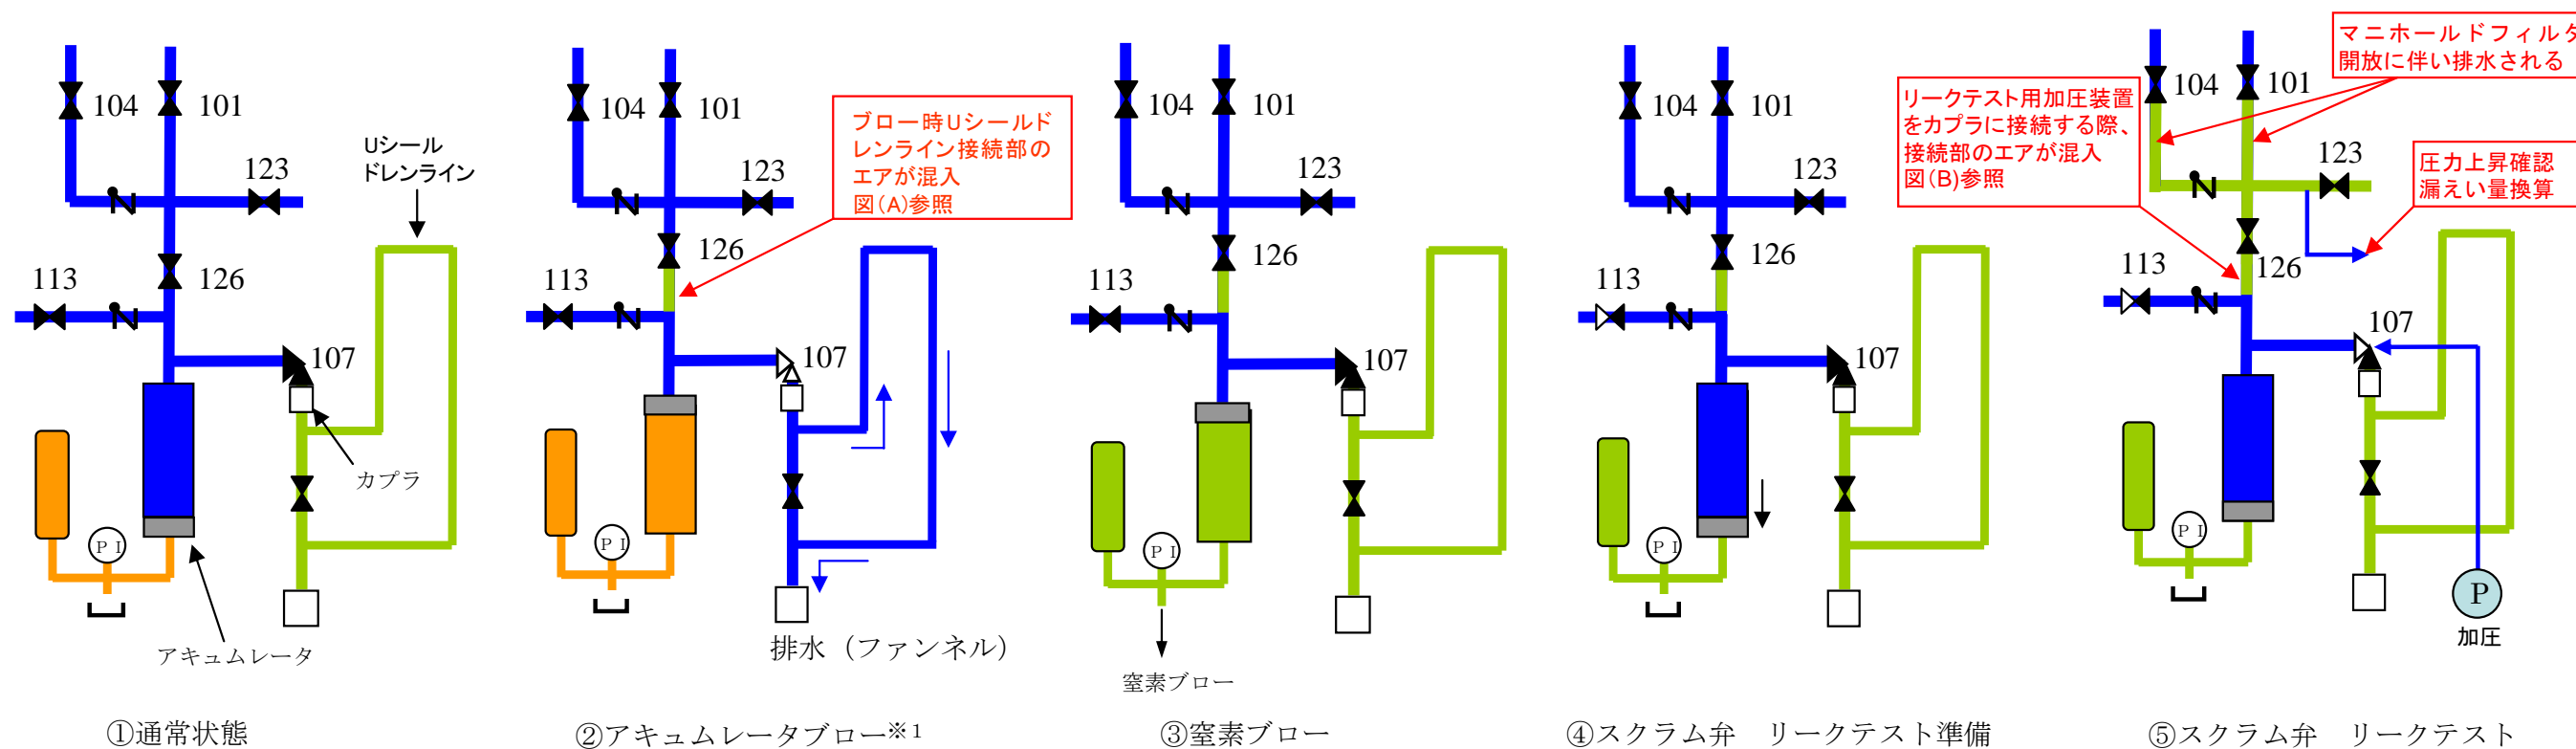 104
101
Uシール
ドレンライン
123
126
113
107
カプラ
P I
アキュムレータ
①通常状態
104
101
ブロー時Uシールド
レンライン接続部の
エアが混入
図(A)参照
123
126
113
107
P I
排水（ファンネル）
②アキュムレータブロー※1
104
101
123
126
113
107
P I
窒素ブロー
③窒素ブロー
104
101
123
126
113
107
P I
④スクラム弁　リークテスト準備
リークテスト用加圧装置
をカプラに接続する際、
接続部のエアが混入
図(B)参照
マニホールドフィルタ
開放に伴い排水される
104
101
123
圧力上昇確認
漏えい量換算
126
113
107
P I
P
加圧
⑤スクラム弁　リークテスト